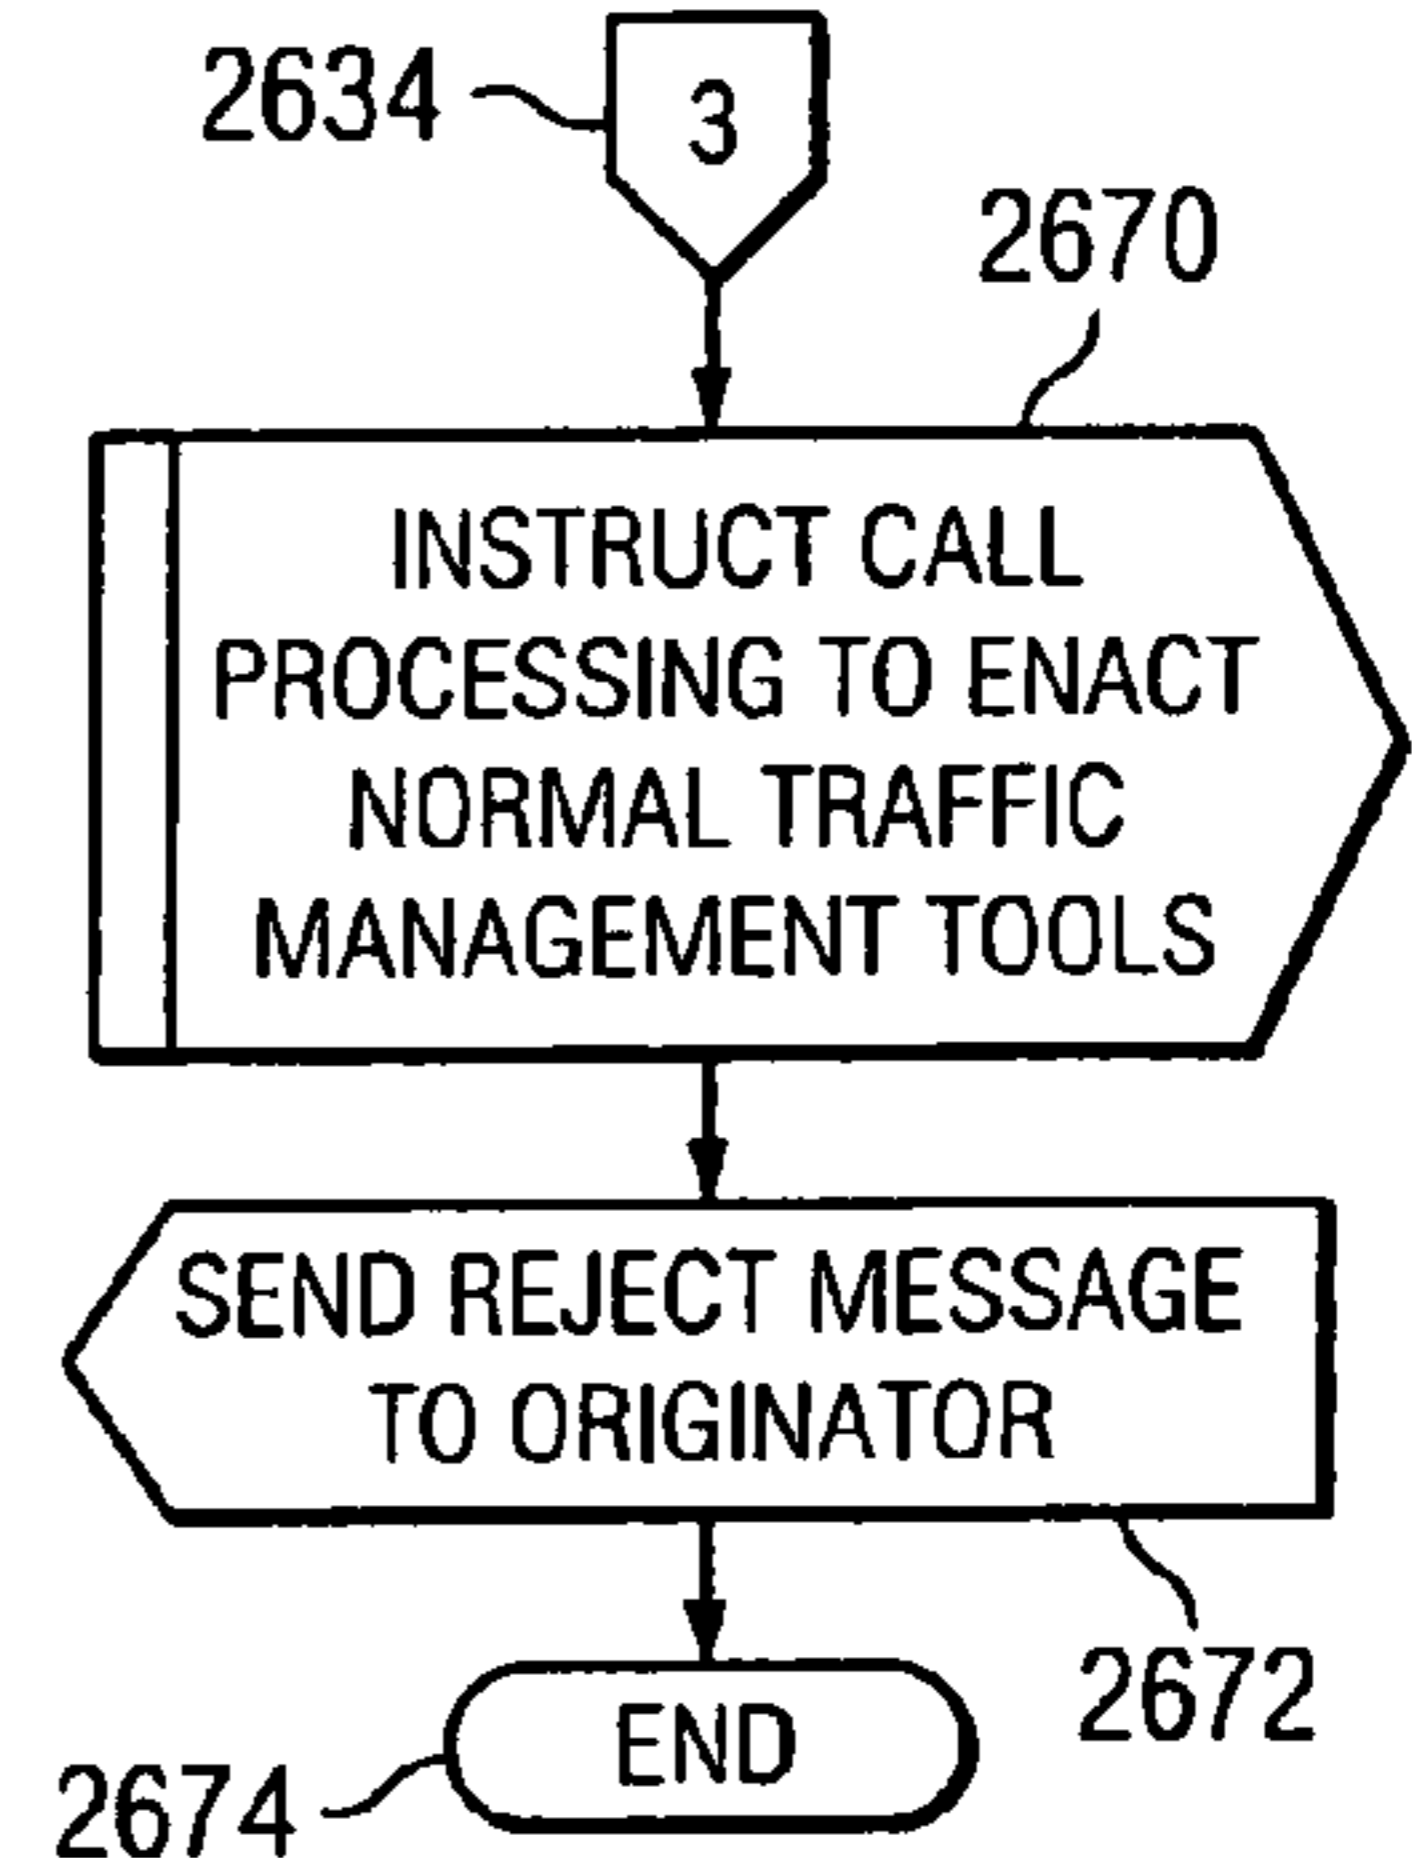 2634
3
2670
INSTRUCT CALL
PROCESSING TO ENACT
NORMAL TRAFFIC
MANAGEMENT TOOLS
SEND REJECT MESSAGE
TO ORIGINATOR
2672
END
2674